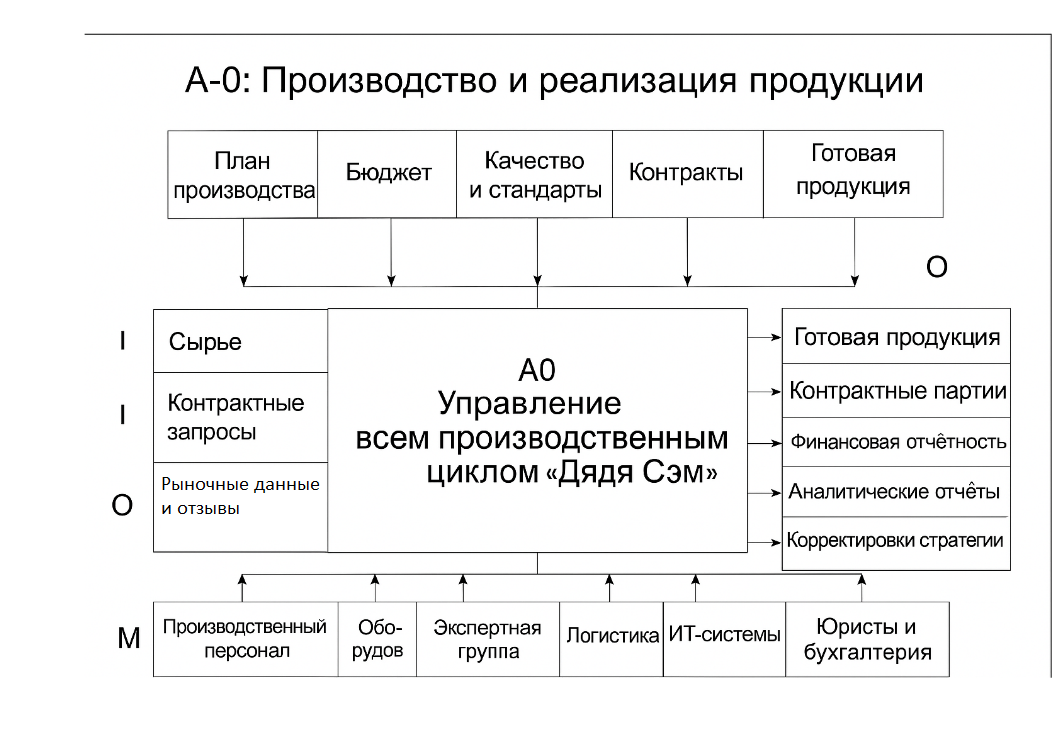 А-0: Производство и реализация продукции
План
производства
Бюджет
Качество
и стандарты
Контракты
Готовая
продукция
О
I
Сырье
I
Контрактные
запросы
О
Рыночные данные
и отзывы
А0
Управление
всем производственным
циклом «Дядя Сэм»
Готовая продукция
Контрактные партии
Финансовая отчêтность
Аналитические отчêты
Корректировки стратегии
М
Производственный
персонал
Обо-
рудов
Экспертная
группа
Логистика
ИТ-системы
Юристы и
бухгалтерия